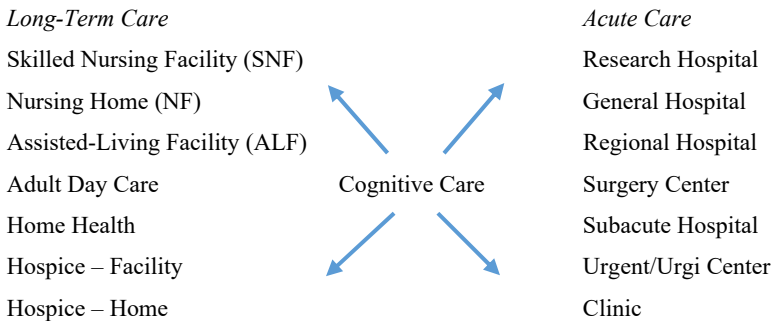 Long-Term Care Acute Care
Skilled Nursing Facility (SNF) Research Hospital
Nursing Home (NF) General Hospital
Assisted-Living Facility (ALF) Regional Hospital
Adult Day Care Cognitive Care Surgery Center
Home Health Subacute Hospital
Hospice – Facility Urgent/Urgi Center
Hospice – Home Clinic